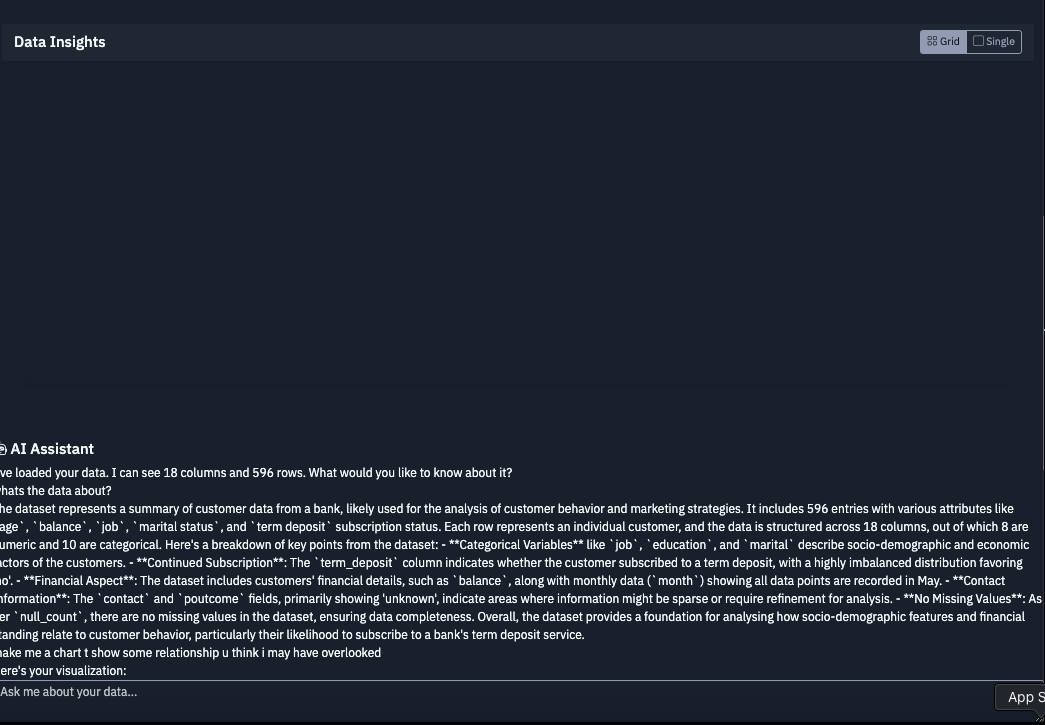 Data Insights
Grid Single
AI Assistant
ve loaded your data. I can see 18 columns and 596 rows. What would you like to know about it?
hats the data about?
he dataset represents a summary of customer data from a bank, likely used for the analysis of customer behavior and marketing strategies. It includes 596 entries with various attributes like
age`, `balance`, `job`, `marital status`, and `term deposit` subscription status. Each row represents an individual customer, and the data is structured across 18 columns, out of which 8 are
umeric and 10 are categorical. Here's a breakdown of key points from the dataset: - **Categorical Variables** like `job`, `education`, and `marital` describe socio-demographic and economic
actors of the customers. - **Continued Subscription**: The `term_deposit` column indicates whether the customer subscribed to a term deposit, with a highly imbalanced distribution favoring
no'. - **Financial Aspect**: The dataset includes customers' financial details, such as `balance`, along with monthly data (`month`) showing all data points are recorded in May. - **Contact
nformation**: The `contact` and `poutcome` fields, primarily showing 'unknown', indicate areas where information might be sparse or require refinement for analysis. - **No Missing Values**: As
er `null_count`, there are no missing values in the dataset, ensuring data completeness. Overall, the dataset provides a foundation for analysing how socio-demographic features and financial
tanding relate to customer behavior, particularly their likelihood to subscribe to a bank's term deposit service.
nake me a chart t show some relationship u think i may have overlooked
ere's your visualization:
Ask me about your data...
App S